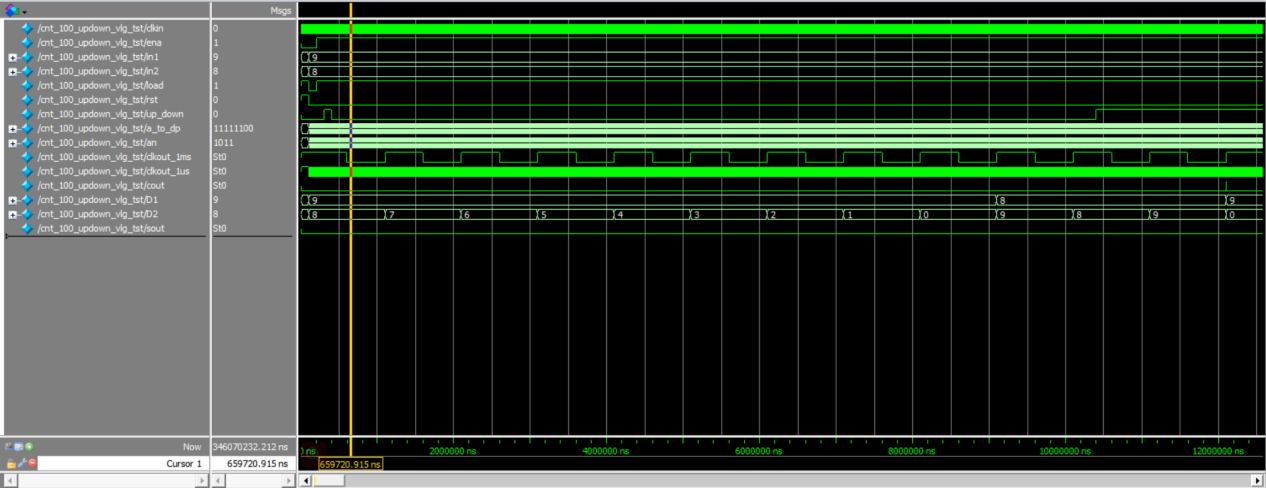 Msgs
/cnt_100_updown_vlg_tst/clkin 0
/cnt_100_updown_vlg_tst/ena 1
/cnt_100_updown_vlg_tst/in1 9 9
/cnt_100_updown_vlg_tst/in2 8 8
/cnt_100_updown_vlg_tst/load 1
/cnt_100_updown_vlg_tst/rst 0
/cnt_100_updown_vlg_tst/up_down 0
/cnt_100_updown_vlg_tst/a_to_dp 11111100
/cnt_100_updown_vlg_tst/an 1011
/cnt_100_updown_vlg_tst/clkout_1ms St0
/cnt_100_updown_vlg_tst/clkout_1us St0
/cnt_100_updown_vlg_tst/cout St0
/cnt_100_updown_vlg_tst/D1 9 9 8 9
/cnt_100_updown_vlg_tst/D2 8 8 7 6 5 4 3 2 1 0 9 8 9 0
/cnt_100_updown_vlg_tst/sout St0
Now 346070232.212 ns ns 2000000 ns 4000000 ns 6000000 ns 8000000 ns 10000000 ns 12000000 ns
Cursor 1 659720.915 ns 659720.915 ns